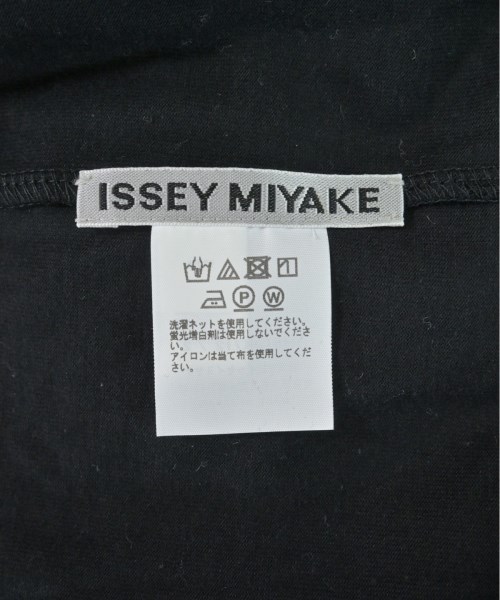 ISSEY MIYAKE
P W
洗濯ネットを使用してください。
蛍光増白剤は使用しないでくださ
い。
アイロンは当て布を使用してくだ
さい。